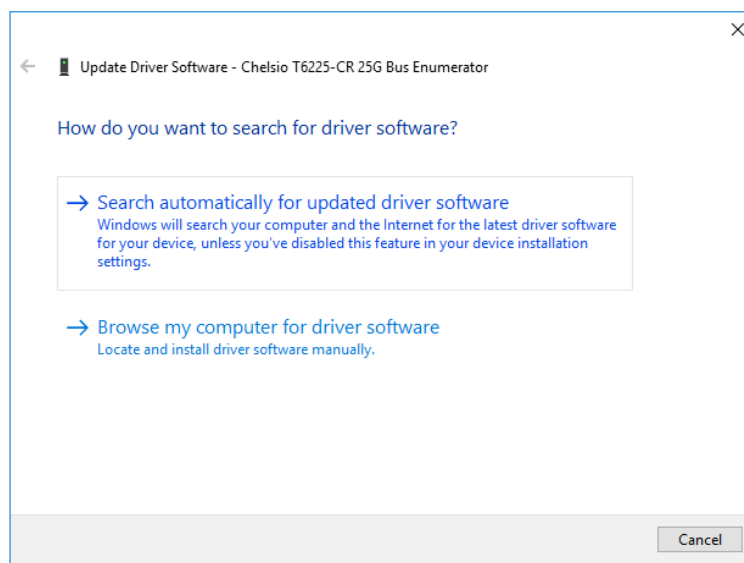 Update Driver Software - Chelsio T6225-CR 25G Bus Enumerator
How do you want to search for driver software?
Search automatically for updated driver software
Windows will search your computer and the Internet for the latest driver software
for your device, unless you've disabled this feature in your device installation
settings.
Browse my computer for driver software
Locate and install driver software manually.
Cancel